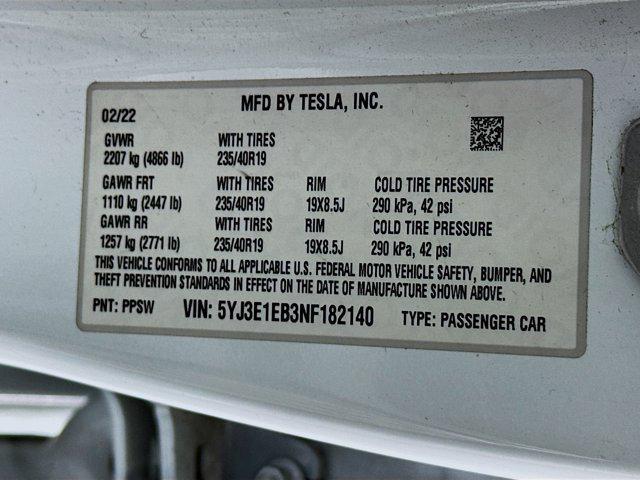 MFD BY TESLA, INC.
02/22
GVWR WITH TIRES
2207 kg (4866 lb) 235/40R19
GAWR FRT WITH TIRES RIM COLD TIRE PRESSURE
1110 kg (2447 lb) 235/40R19 19X8.5J 290 kPa, 42 psi
GAWR RR WITH TIRES RIM COLD TIRE PRESSURE
1257 kg (2771 lb) 235/40R19 19X8.5J 290 kPa, 42 psi
THIS VEHICLE CONFORMS TO ALL APPLICABLE U.S. FEDERAL MOTOR VEHICLE SAFETY, BUMPER, AND
THEFT PREVENTION STANDARDS IN EFFECT ON THE DATE OF MANUFACTURE SHOWN ABOVE.
PNT: PPSW VIN: 5YJ3E1EB3NF182140 TYPE: PASSENGER CAR